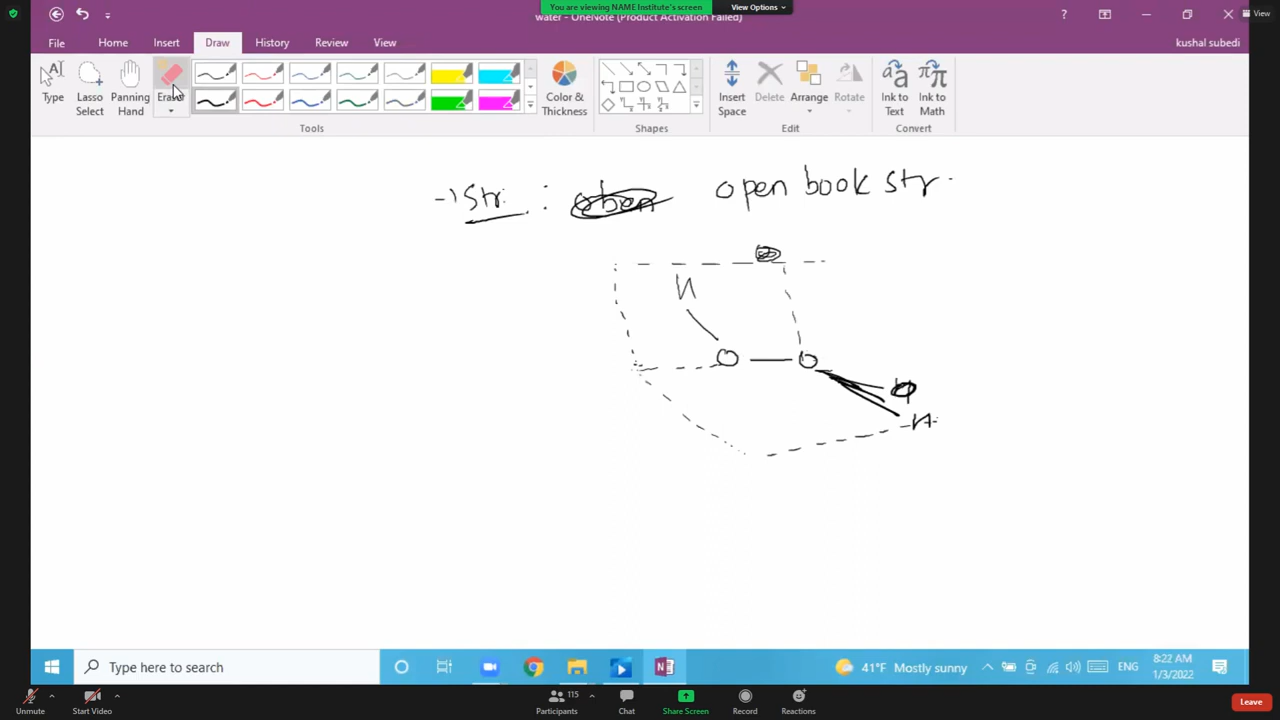 You are viewing NAME Institute's screen
View Options
View
water - OneNote (Product Activation Failed)
File
Home
Insert
Draw
History
Review
View
kushal subedi
Type
Lasso Select
Panning Hand
Eraser
Color & Thickness
Insert Space
Delete
Arrange
Rotate
Ink to Text
Ink to Math
Tools
Shapes
Edit
Convert
Str. : open book str.
H
O — O
H
Type here to search
41°F Mostly sunny
ENG
8:22 AM
1/3/2022
Unmute
Start Video
Participants
115
Chat
Share Screen
Record
Reactions
Leave